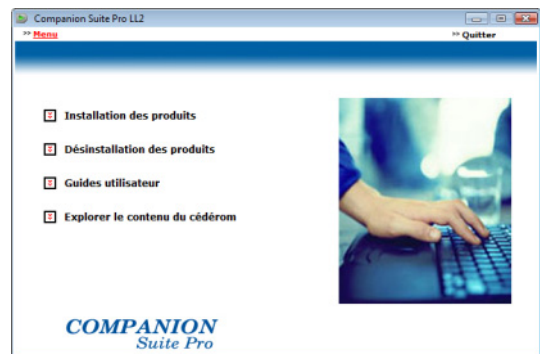 Companion Suite Pro LL2
>> Menu
>> Quitter
Installation des produits
Désinstallation des produits
Guides utilisateur
Explorer le contenu du cédérom
COMPANION
Suite Pro